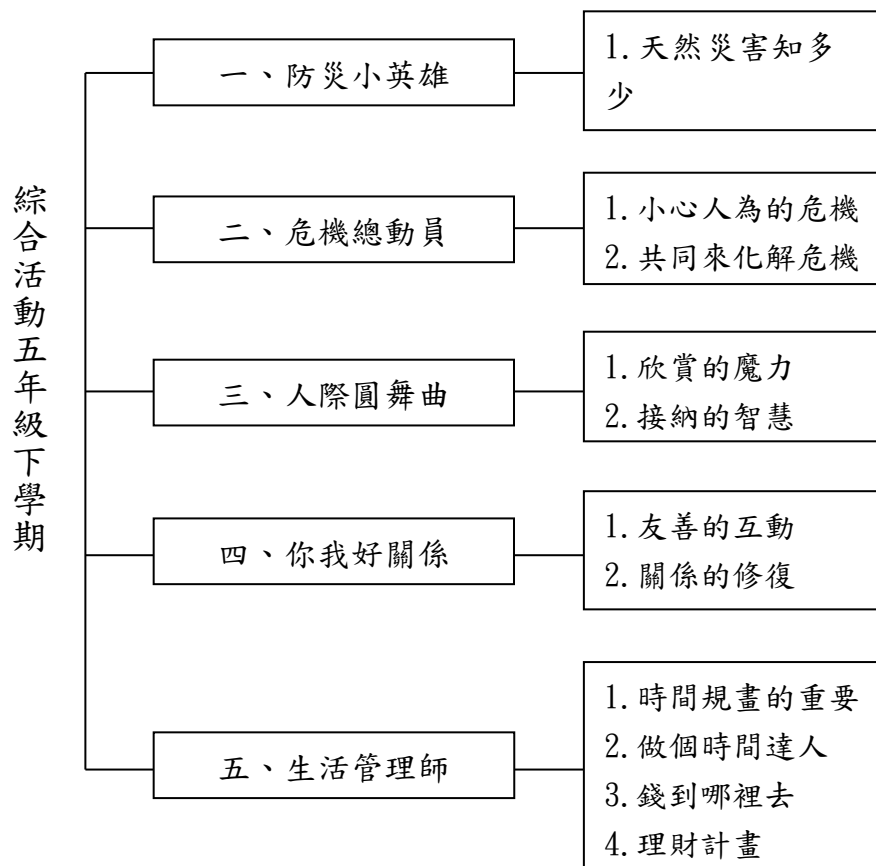 綜合活動五年級下學期
一、防災小英雄
1.天然災害知多
少
二、危機總動員
1.小心人為的危機
2.共同來化解危機
三、人際圓舞曲
1.欣賞的魔力
2.接納的智慧
四、你我好關係
1.友善的互動
2.關係的修復
五、生活管理師
1.時間規畫的重要
2.做個時間達人
3.錢到哪裡去
4.理財計畫